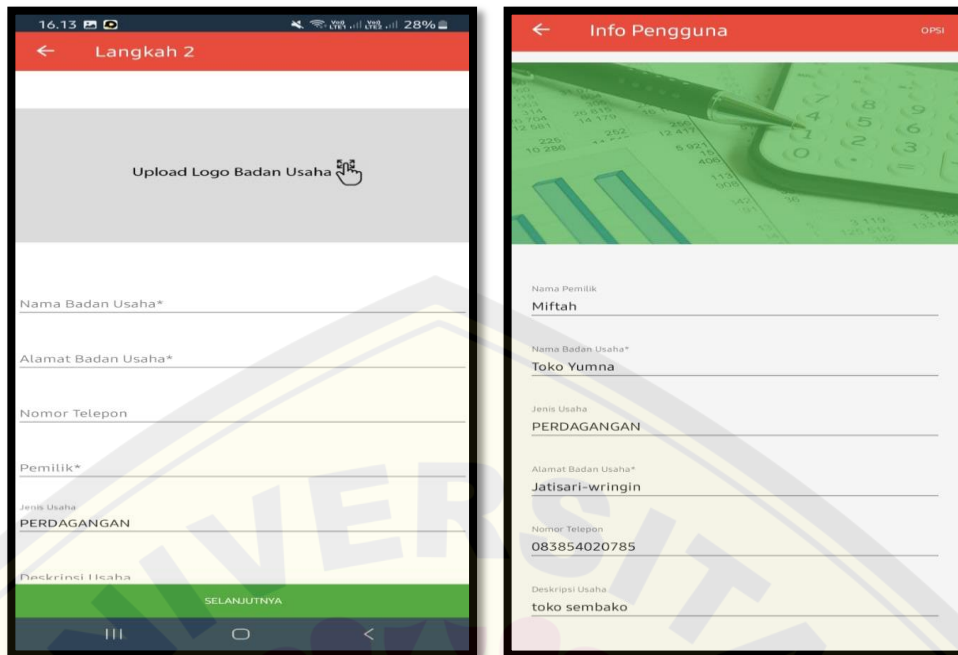 16.13
28%
Langkah 2
Upload Logo Badan Usaha
Nama Badan Usaha*
Alamat Badan Usaha*
Nomor Telepon
Pemilik*
Jenis Usaha
PERDAGANGAN
Deskripsi Usaha
SELANJUTNYA
Info Pengguna
OPSI
Nama Pemilik
Miftah
Nama Badan Usaha*
Toko Yumna
Jenis Usaha
PERDAGANGAN
Alamat Badan Usaha*
Jatisari-wringin
Nomor Telepon
083854020785
Deskripsi Usaha
toko sembako